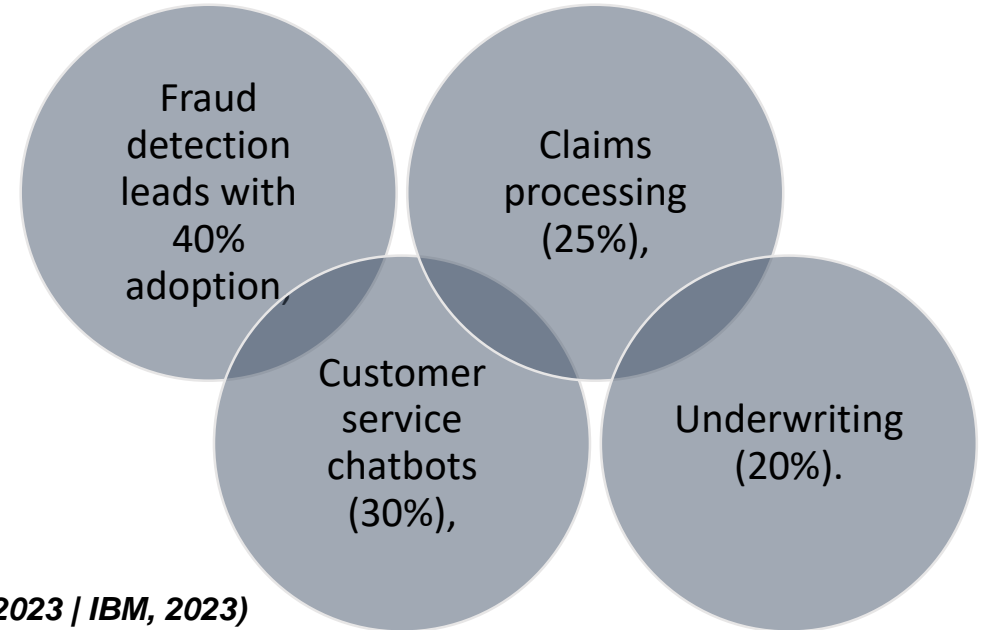 Fraud
detection
leads with
40%
adoption,
Customer
service
chatbots
(30%),
Claims
processing
(25%),
Underwriting
(20%).
2023 | IBM, 2023)